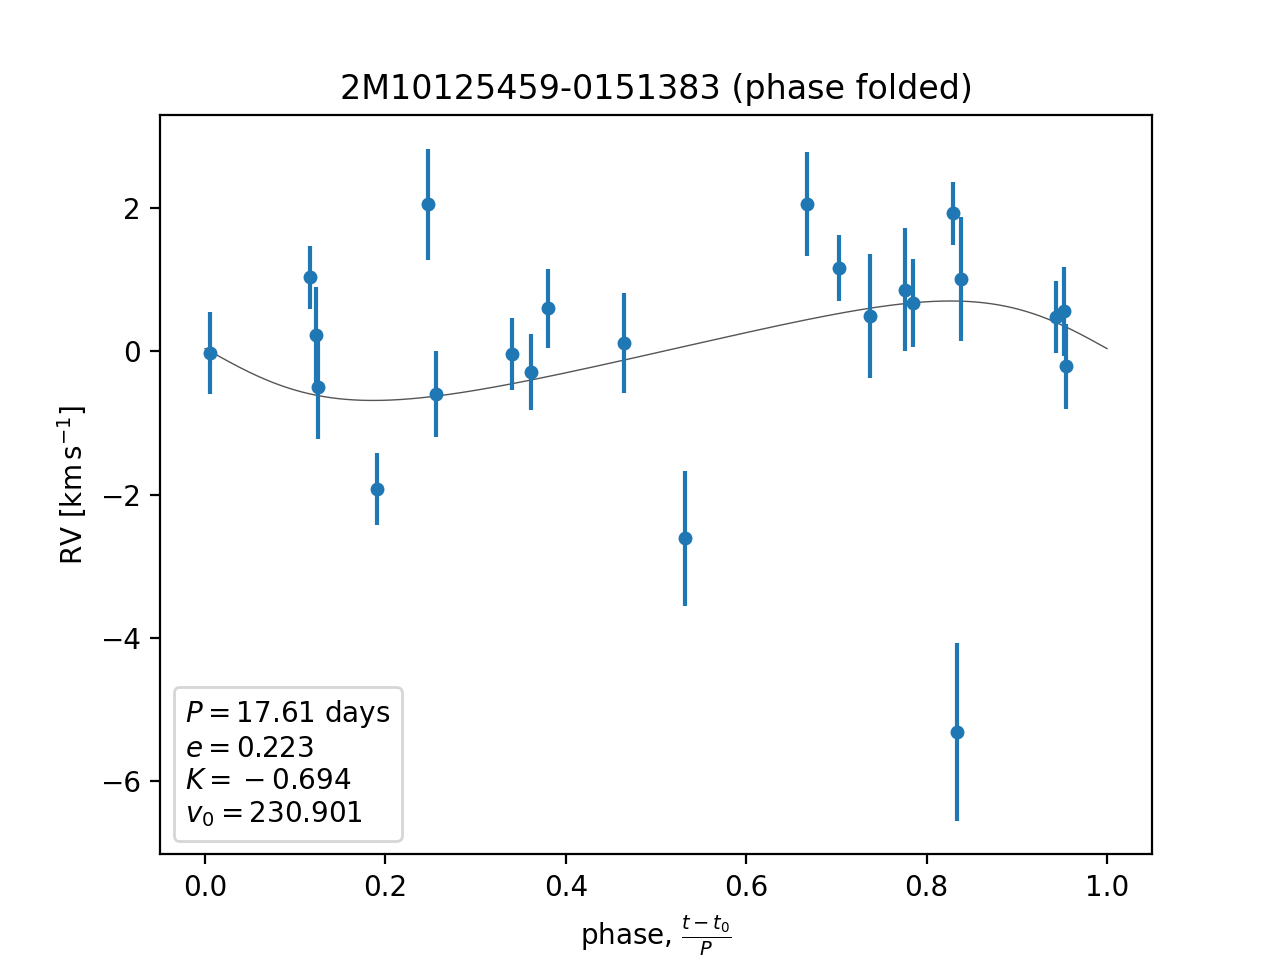 2M10125459-0151383 (phase folded)
RV [km s⁻¹]
2
0
−2
−4
−6
P = 17.61 days
e = 0.223
K = −0.694
v₀ = 230.901
0.0 0.2 0.4 0.6 0.8 1.0
phase, (t − t₀)/P